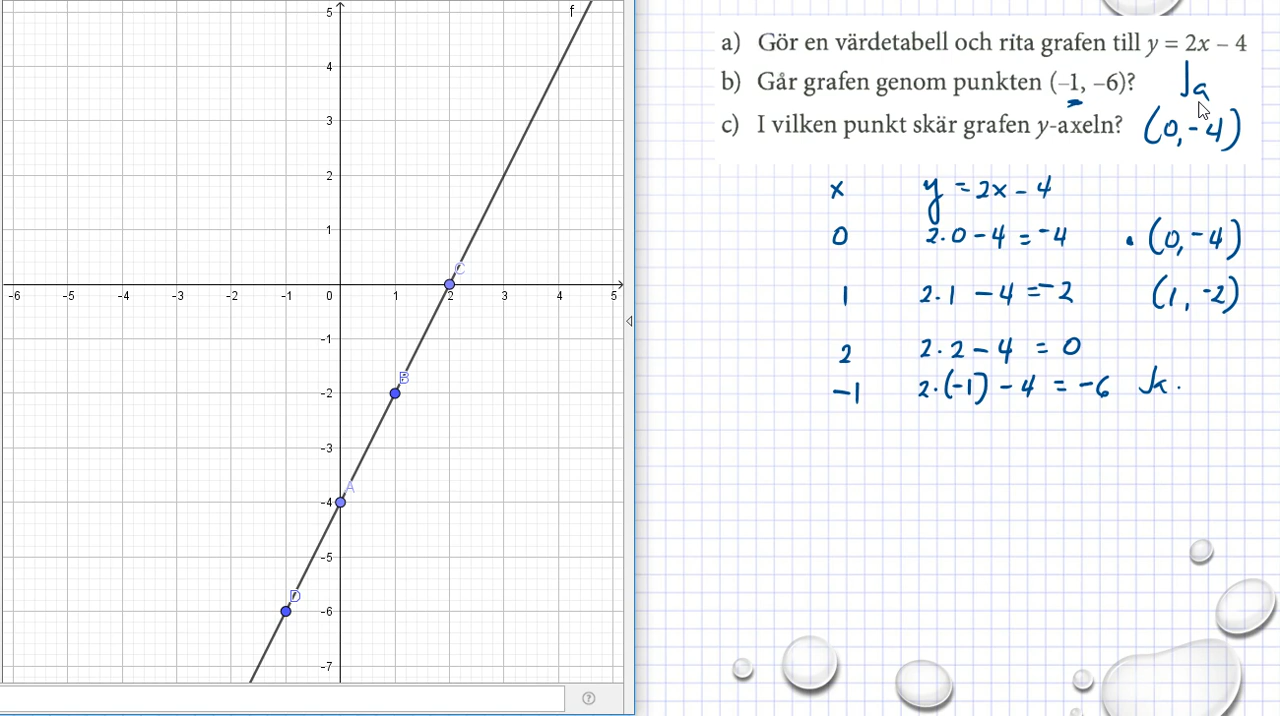 f
5
4
3
2
1
-6 -5 -4 -3 -2 -1 0 1 2 3 4 5
-1
-2
-3
-4
-5
-6
-7
C
B
A
D
a) Gör en värdetabell och rita grafen till y = 2x – 4
b) Går grafen genom punkten (–1, –6)? Ja
c) I vilken punkt skär grafen y-axeln? (0, -4)
x y = 2x - 4
0 2·0 - 4 = -4 · (0, -4)
1 2·1 - 4 = -2 (1, -2)
2 2·2 - 4 = 0
-1 2·(-1) - 4 = -6 Ja.